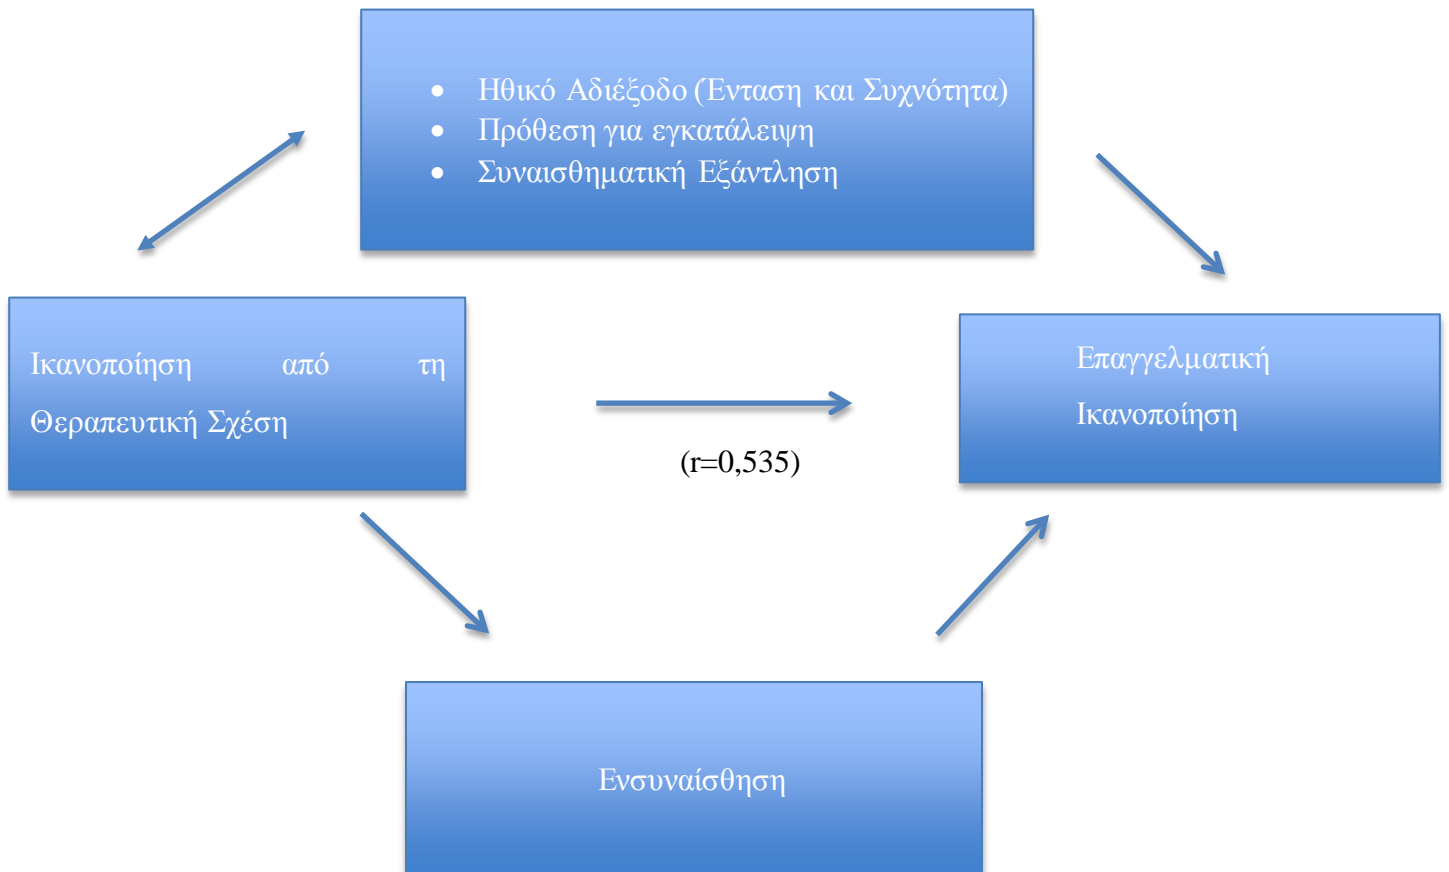 • Ηθικό Αδιέξοδο (Ένταση και Συχνότητα)
• Πρόθεση για εγκατάλειψη
• Συναισθηματική Εξάντληση
Ικανοποίηση από τη
Θεραπευτική Σχέση
(r=0,535)
Επαγγελματική
Ικανοποίηση
Ενσυναίσθηση